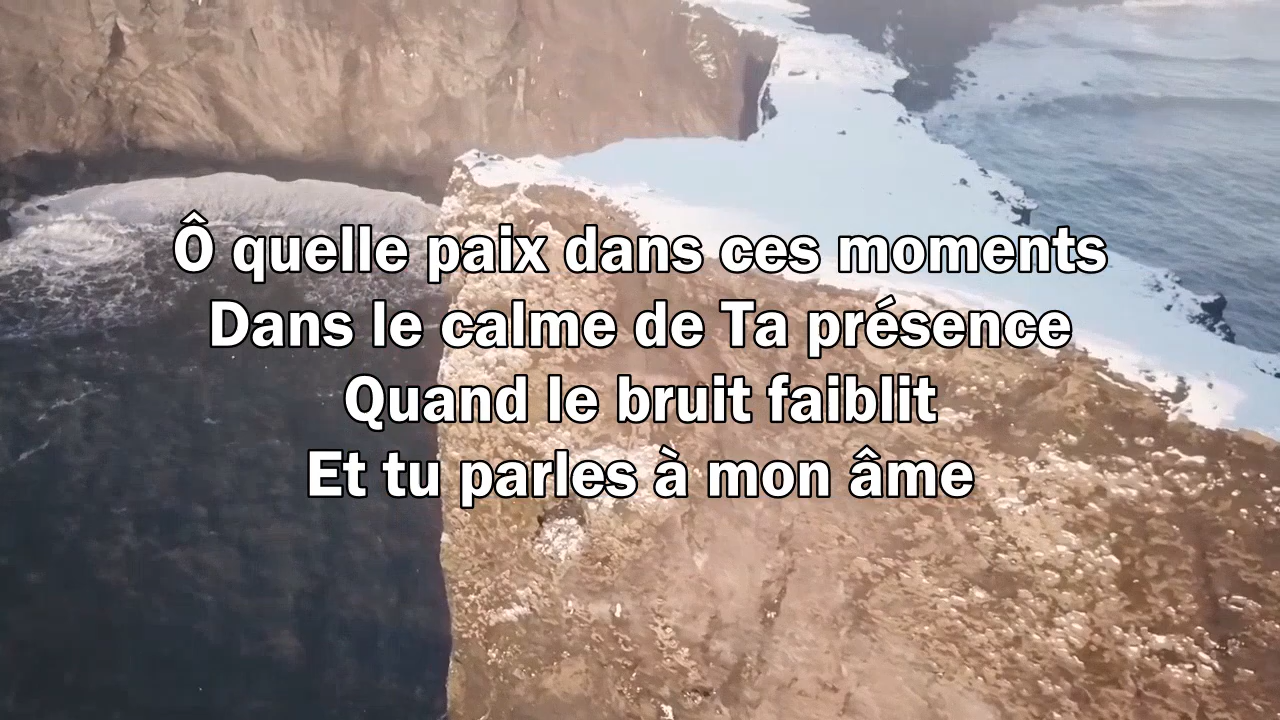 Ô quelle paix dans ces moments
Dans le calme de Ta présence
Quand le bruit faiblit
Et tu parles à mon âme